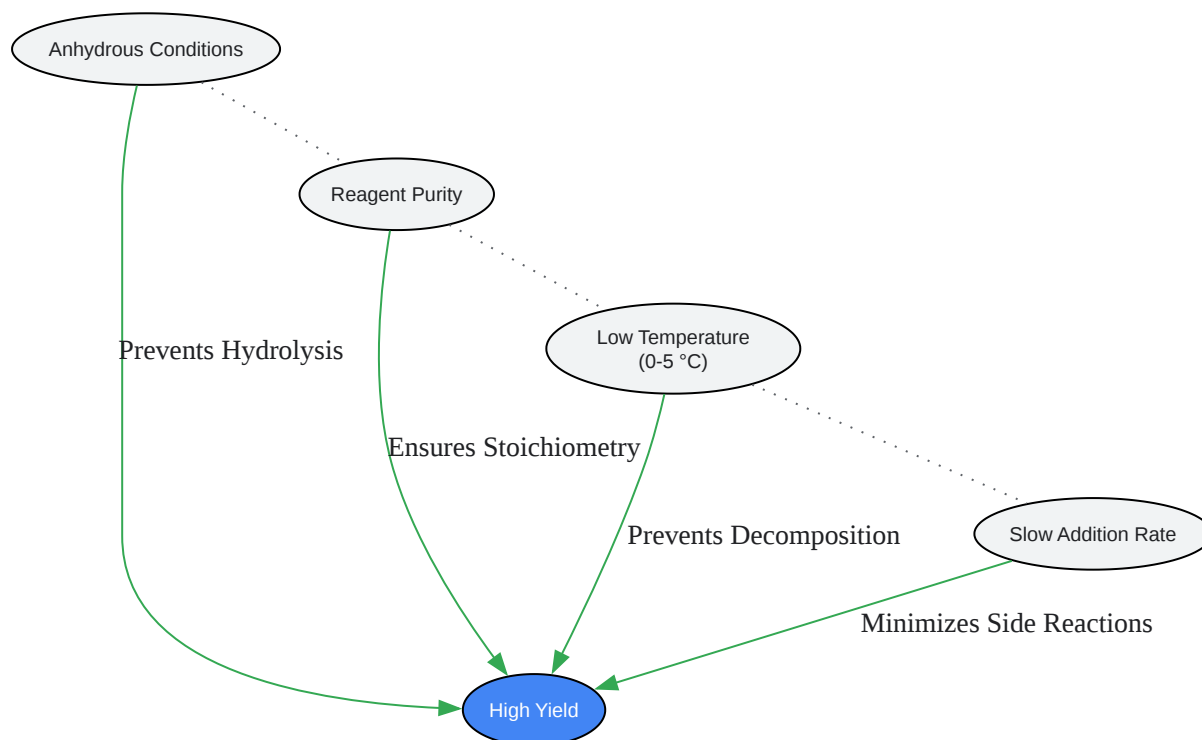 Anhydrous Conditions
Reagent Purity
Low Temperature
(0-5 °C)
Prevents Hydrolysis
Ensures Stoichiometry
Prevents Decomposition
Slow Addition Rate
Minimizes Side Reactions
High Yield